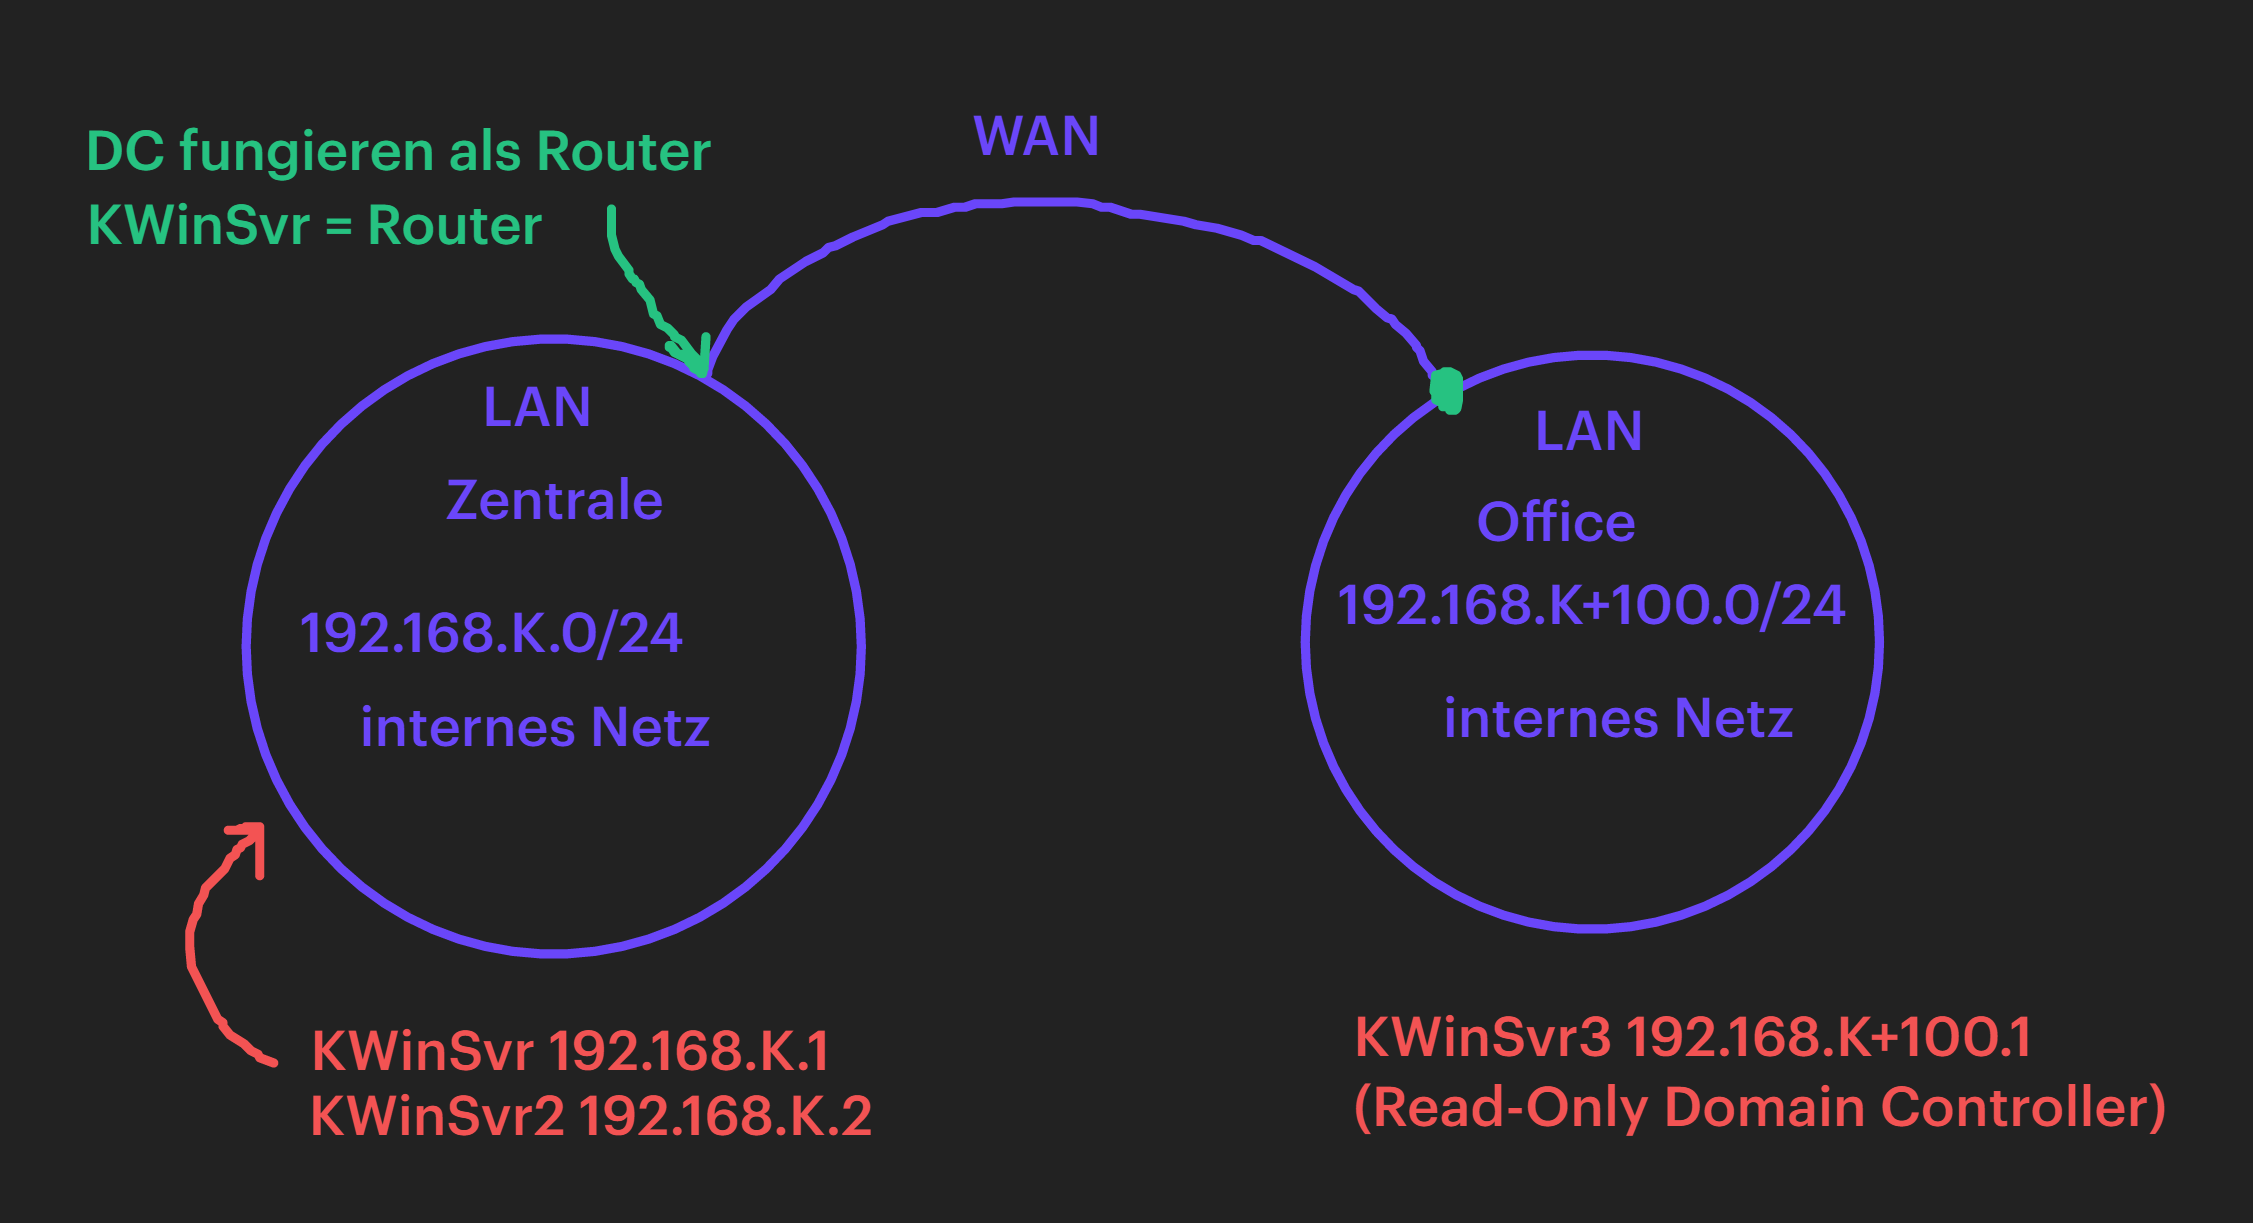 DC fungieren als Router
KWinSvr = Router
WAN
LAN
Zentrale
192.168.K.0/24
internes Netz
LAN
Office
192.168.K+100.0/24
internes Netz
KWinSvr 192.168.K.1
KWinSvr2 192.168.K.2
KWinSvr3 192.168.K+100.1
(Read-Only Domain Controller)